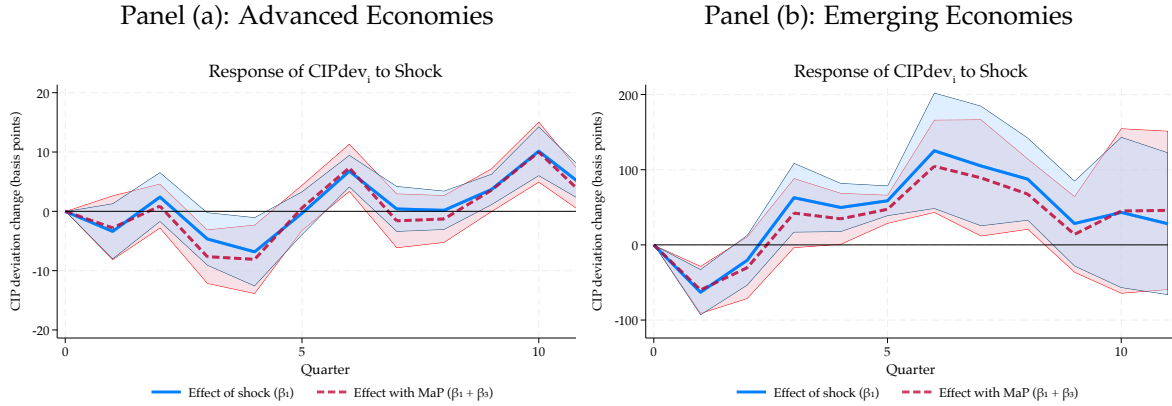 Panel (a): Advanced Economies
Response of CIPdevᵢ to Shock
CIP deviation change (basis points)
20
10
0
-10
-20
0
5
10
Quarter
Effect of shock (β₁)
Effect with MaP (β₁ + β₃)
Panel (b): Emerging Economies
Response of CIPdevᵢ to Shock
CIP deviation change (basis points)
200
100
0
-100
0
5
10
Quarter
Effect of shock (β₁)
Effect with MaP (β₁ + β₃)